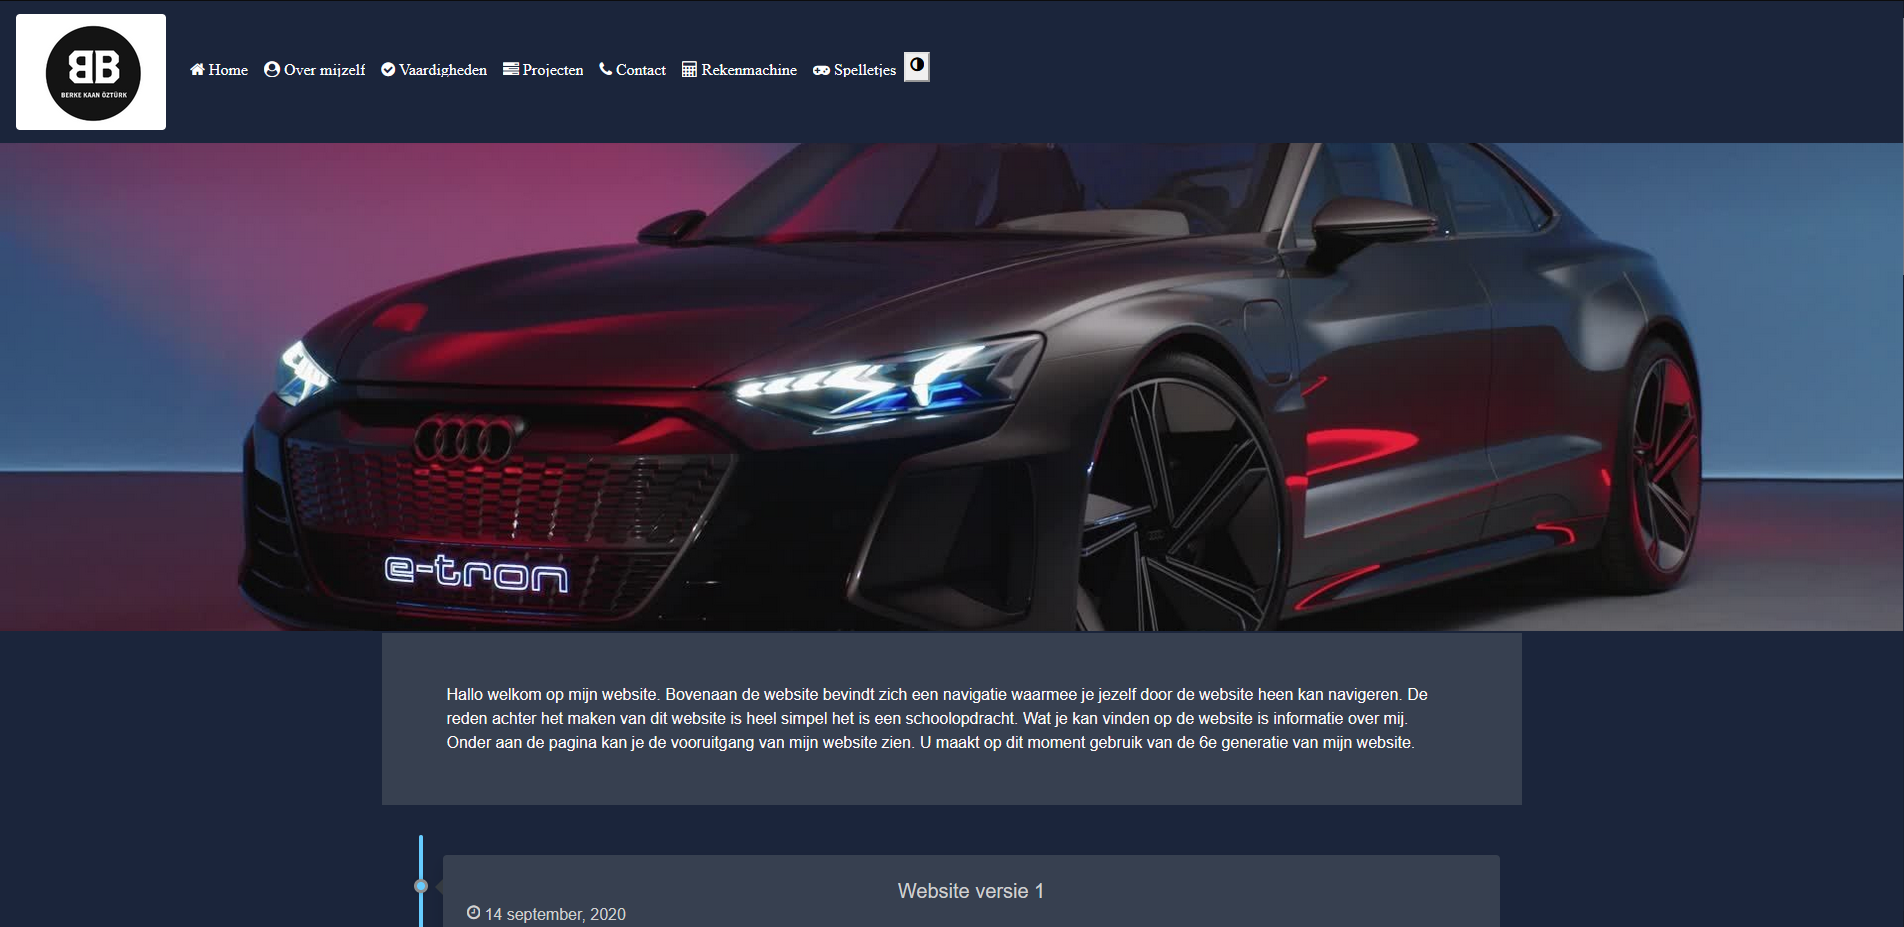 BB
BERKE KAAN ÖZTÜRK
Home Over mijzelf Vaardigheden Projecten Contact Rekenmachine Spelletjes
e-tron
Hallo welkom op mijn website. Bovenaan de website bevindt zich een navigatie waarmee je jezelf door de website heen kan navigeren. De
reden achter het maken van dit website is heel simpel het is een schoolopdracht. Wat je kan vinden op de website is informatie over mij.
Onder aan de pagina kan je de vooruitgang van mijn website zien. U maakt op dit moment gebruik van de 6e generatie van mijn website.
Website versie 1
14 september, 2020